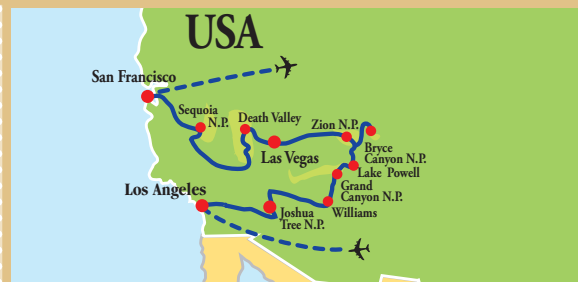 USA
San Francisco
Sequoia
N.P.
Death Valley
Las Vegas
Zion N.P.
Bryce
Canyon N.P.
Lake Powell
Grand
Canyon N.P.
Williams
Los Angeles
Joshua
Tree N.P.